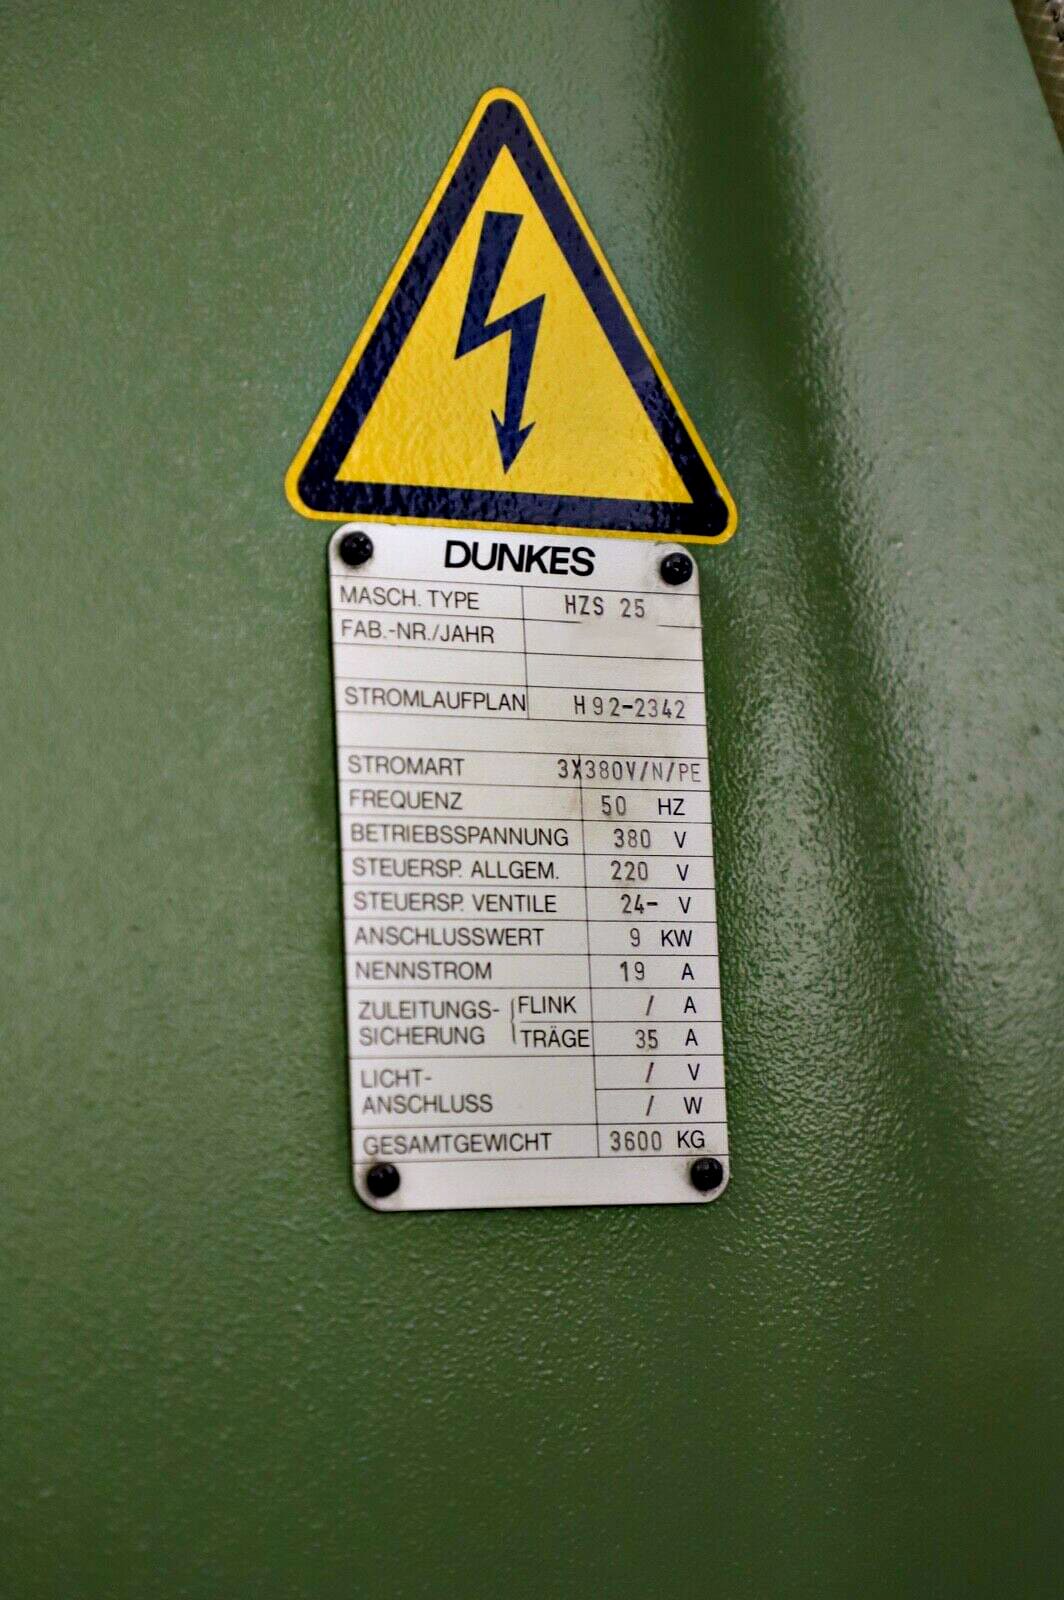 DUNKES
MASCH. TYPE HZS 25
FAB.-NR./JAHR
STROMLAUFPLAN H92-2342
STROMART 3X380V/N/PE
FREQUENZ 50 HZ
BETRIEBSSPANNUNG 380 V
STEUERSP. ALLGEM. 220 V
STEUERSP. VENTILE 24- V
ANSCHLUSSWERT 9 KW
NENNSTROM 19 A
ZULEITUNGS- FLINK / A
SICHERUNG TRÄGE 35 A
LICHT- / V
ANSCHLUSS / W
GESAMTGEWICHT 3600 KG